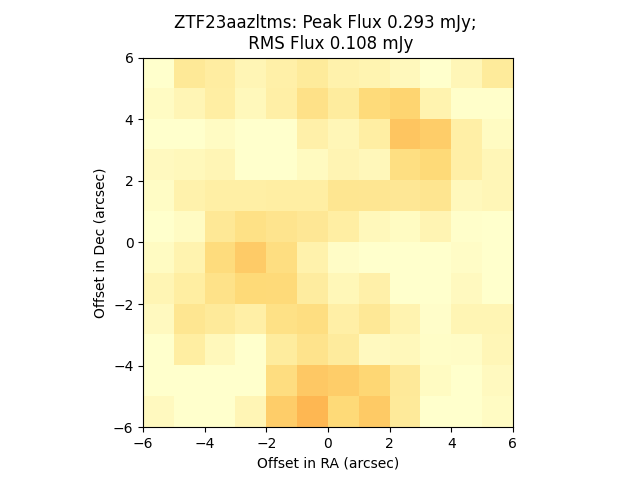 ZTF23aazltms: Peak Flux 0.293 mJy;
RMS Flux 0.108 mJy
6
4
2
0
−2
−4
−6
Offset in Dec (arcsec)
−6 −4 −2 0 2 4 6
Offset in RA (arcsec)